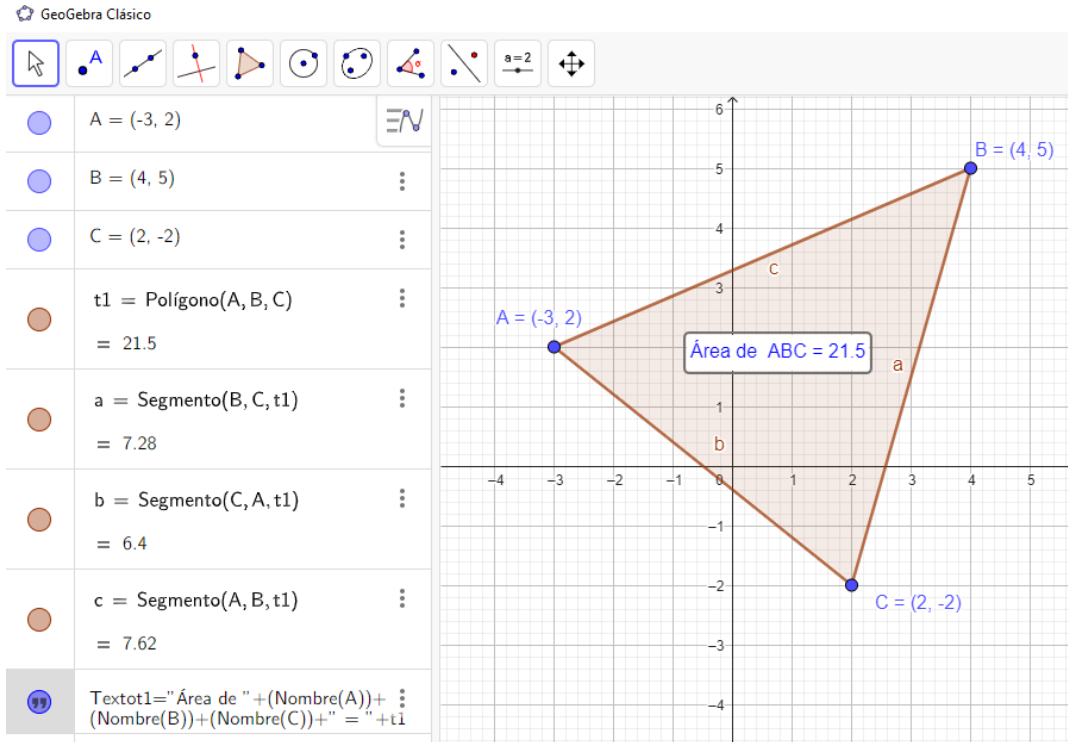 GeoGebra Clásico
A
a=2
A = (-3, 2)
B = (4, 5)
C = (2, -2)
t1 = Polígono(A, B, C)
= 21.5
a = Segmento(B, C, t1)
= 7.28
b = Segmento(C, A, t1)
= 6.4
c = Segmento(A, B, t1)
= 7.62
Textot1="Área de "+(Nombre(A))+
(Nombre(B))+(Nombre(C))+" = "+t1
6
B = (4, 5)
5
4
c
3
A = (-3, 2)
Área de ABC = 21.5
a
1
b
−4 −3 −2 −1 0 1 2 3 4 5
−1
−2
C = (2, -2)
−3
−4